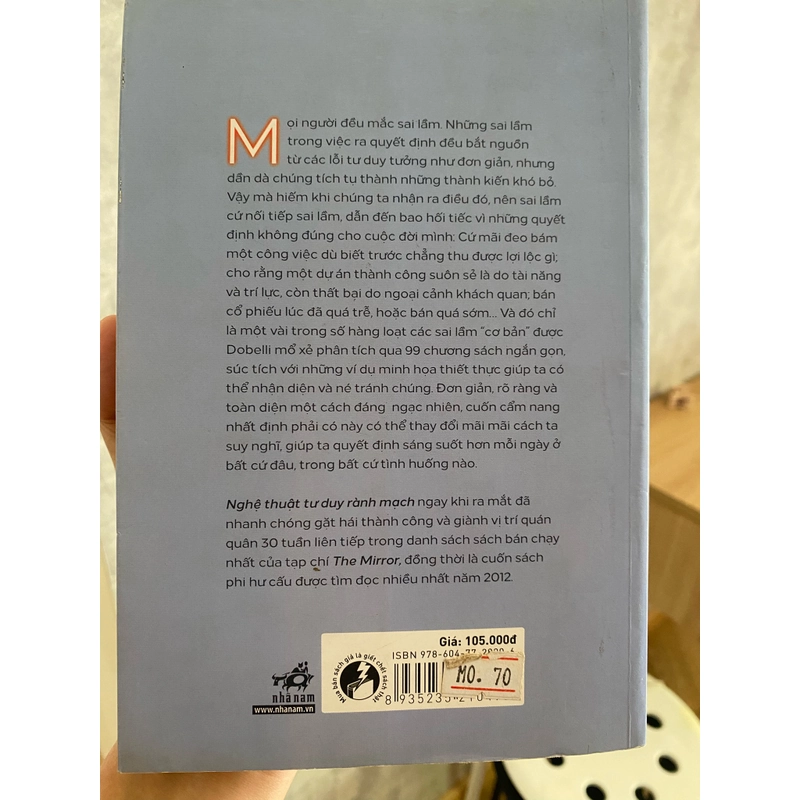 Mọi người đều mắc sai lầm. Những sai lầm
trong việc ra quyết định đều bắt nguồn
từ các lỗi tư duy tưởng như đơn giản, nhưng
dần dà chúng tích tụ thành những thành kiến khó bỏ.
Vậy mà hiếm khi chúng ta nhận ra điều đó, nên sai lầm
cứ nối tiếp sai lầm, dẫn đến bao hối tiếc vì những quyết
định không đúng cho cuộc đời mình: Cứ mãi đeo bám
một công việc dù biết trước chẳng thu được lợi lộc gì;
cho rằng một dự án thành công suôn sẻ là do tài năng
và trí lực, còn thất bại do ngoại cảnh khách quan; bán
cổ phiếu lúc đã quá trễ, hoặc bán quá sớm... Và đó chỉ
là một vài trong số hàng loạt các sai lầm “cơ bản” được
Dobelli mổ xẻ phân tích qua 99 chương sách ngắn gọn,
súc tích với những ví dụ minh họa thiết thực giúp ta có
thể nhận diện và né tránh chúng. Đơn giản, rõ ràng và
toàn diện một cách đáng ngạc nhiên, cuốn cẩm nang
nhất định phải có này có thể thay đổi mãi mãi cách ta
suy nghĩ, giúp ta quyết định sáng suốt hơn mỗi ngày ở
bất cứ đâu, trong bất cứ tình huống nào.
Nghệ thuật tư duy rành mạch ngay khi ra mắt đã
nhanh chóng gặt hái thành công và giành vị trí quán
quân 30 tuần liên tiếp trong danh sách sách bán chạy
nhất của tạp chí The Mirror, đồng thời là cuốn sách
phi hư cấu được tìm đọc nhiều nhất năm 2012.
Giá: 105.000đ
ISBN 978-604-77
MO. 70
8 935235 210
Mua bán sách giả là giết chết sách thật
nhã nam
www.nhanam.vn